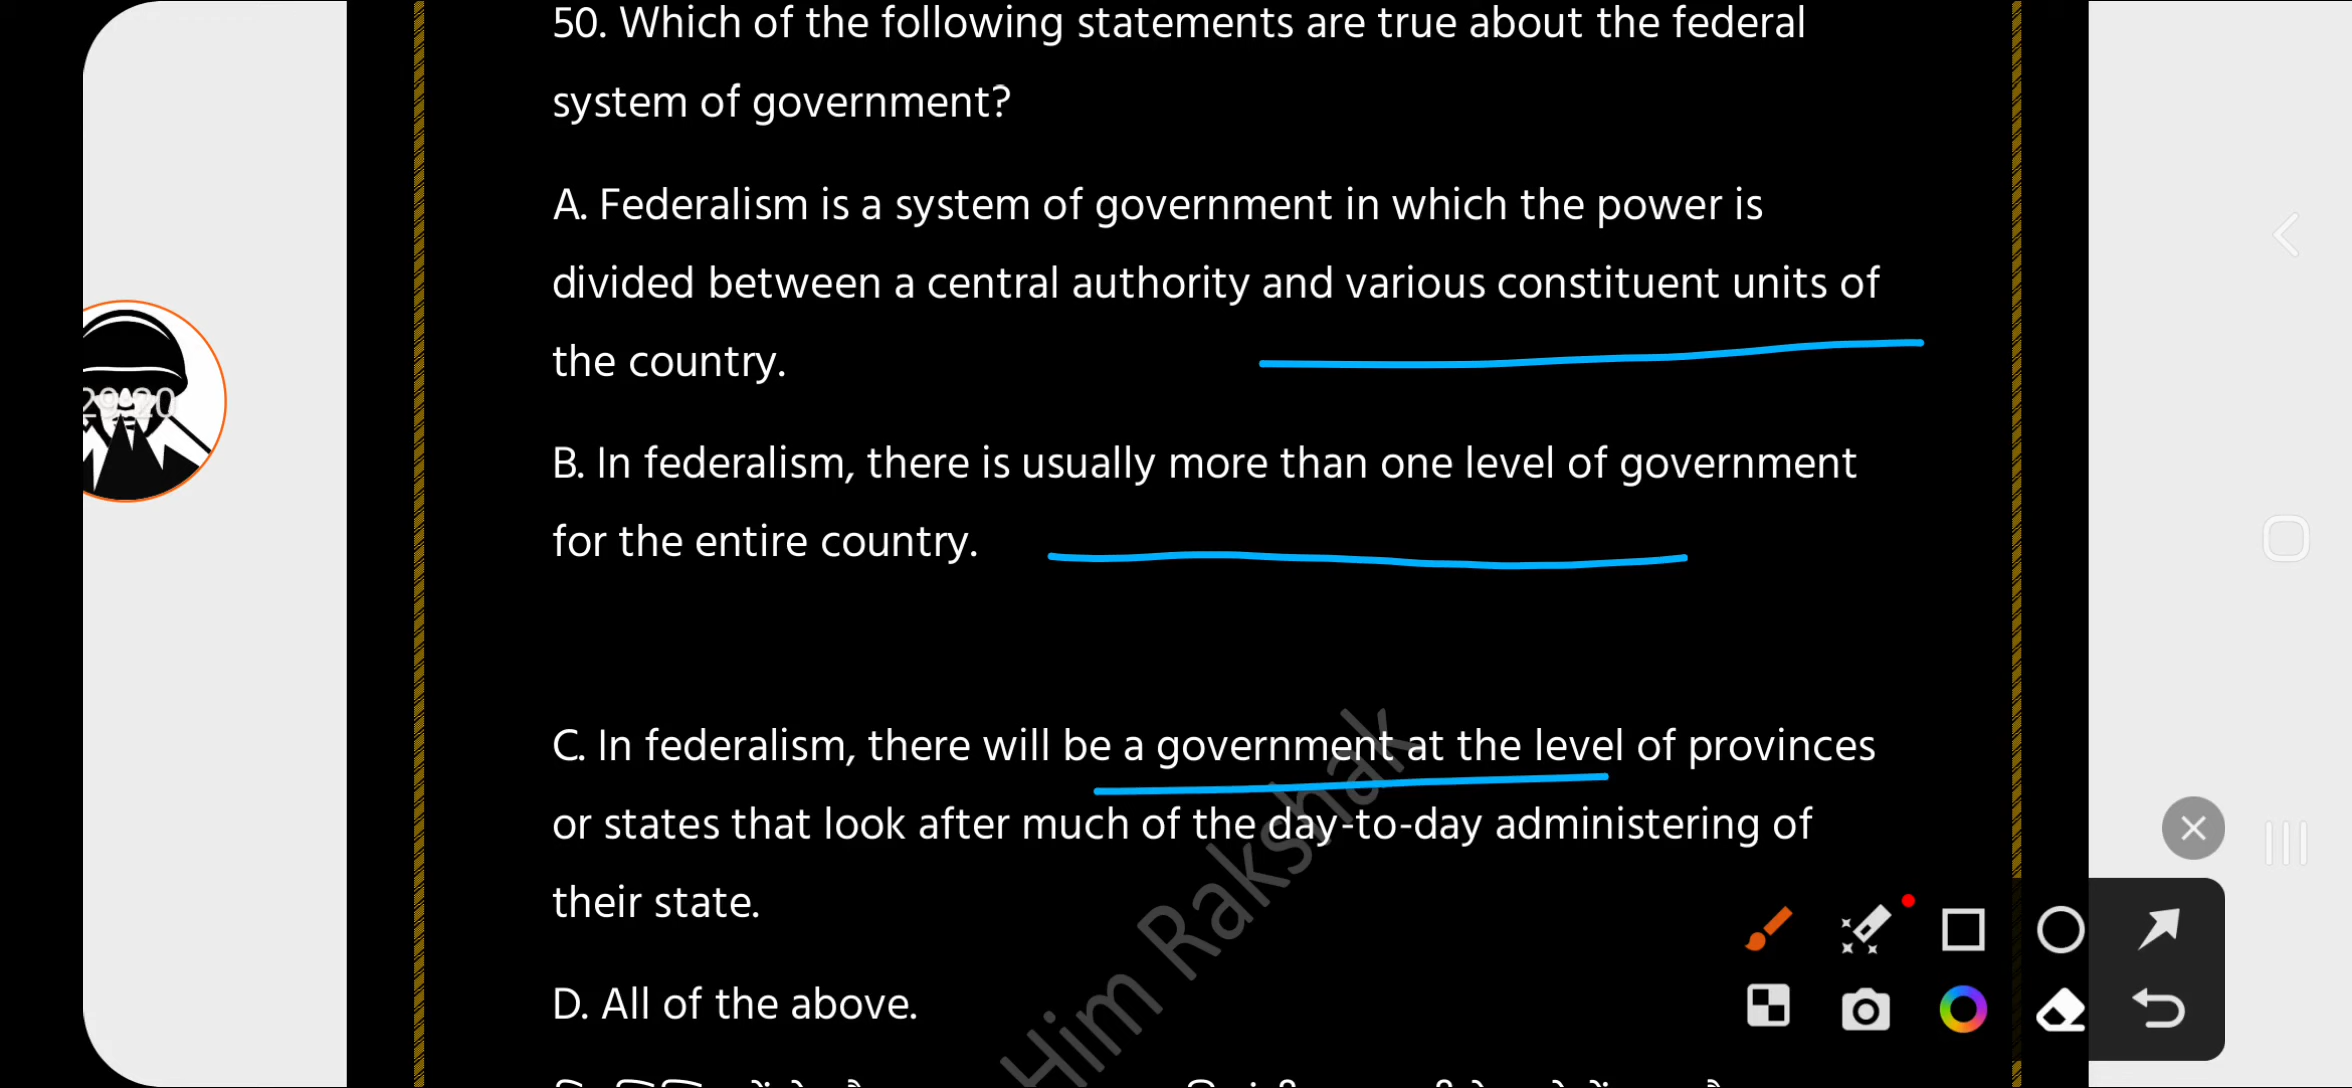 50. Which of the following statements are true about the federal
system of government?
A. Federalism is a system of government in which the power is
divided between a central authority and various constituent units of
the country.
29:20
B. In federalism, there is usually more than one level of government
for the entire country.
C. In federalism, there will be a government at the level of provinces
or states that look after much of the day-to-day administering of
their state.
D. All of the above.
Him Rakshak